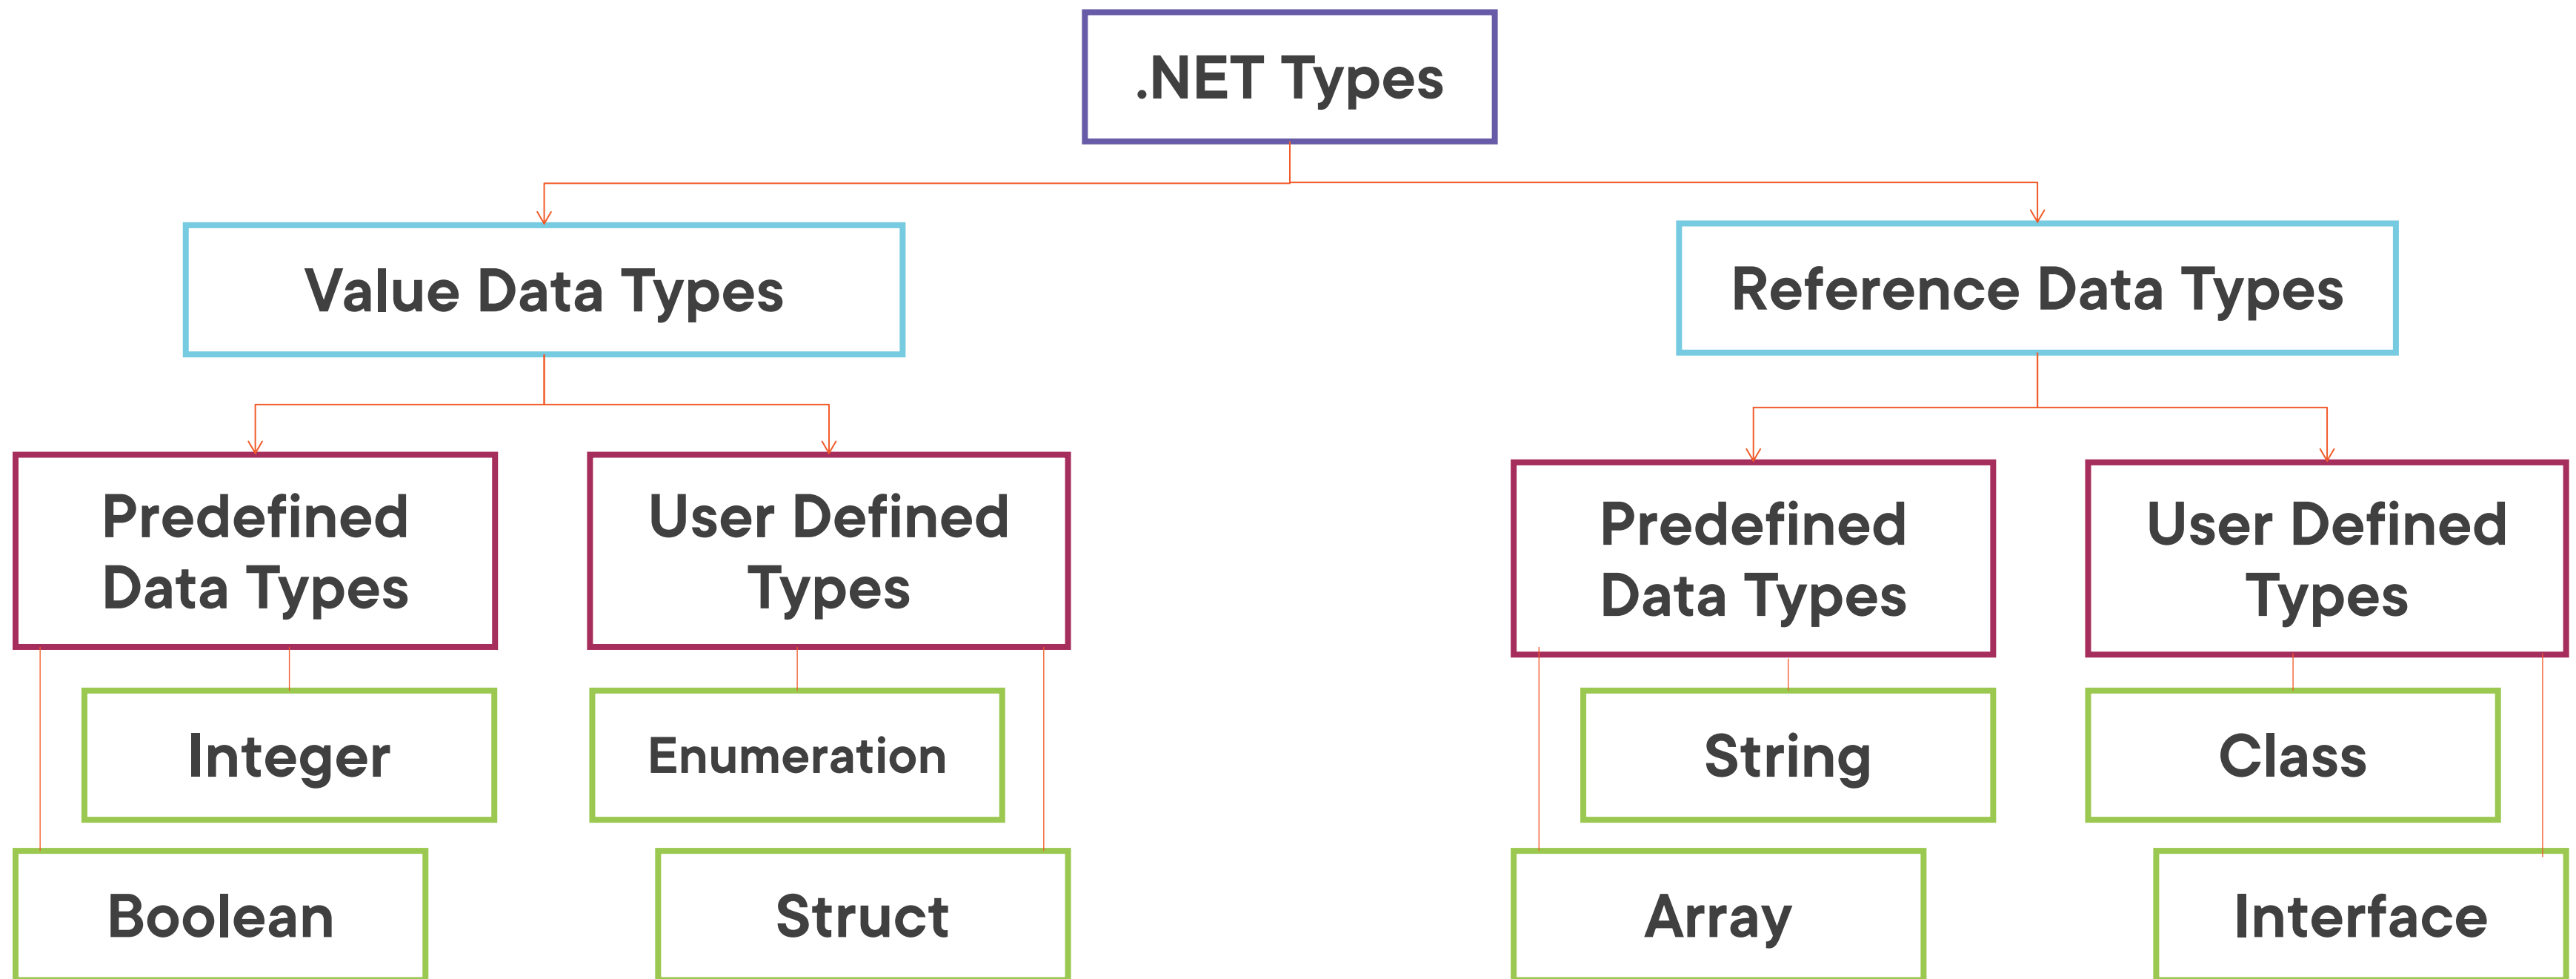 .NET Types
Value Data Types
Reference Data Types
Predefined
Data Types
User Defined
Types
Predefined
Data Types
User Defined
Types
Integer
Enumeration
String
Class
Boolean
Struct
Array
Interface